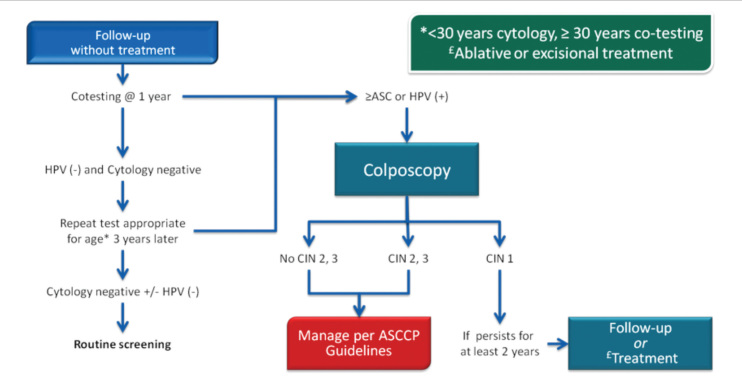 Follow-up
without treatment
*<30 years cytology, ≥ 30 years co-testing
£Ablative or excisional treatment
Cotesting @ 1 year
≥ASC or HPV (+)
HPV (-) and Cytology negative
Colposcopy
Repeat test appropriate
for age* 3 years later
No CIN 2, 3
CIN 2, 3
CIN 1
Cytology negative +/- HPV (-)
Manage per ASCCP
Guidelines
If persists for
at least 2 years
Follow-up
or
£Treatment
Routine screening